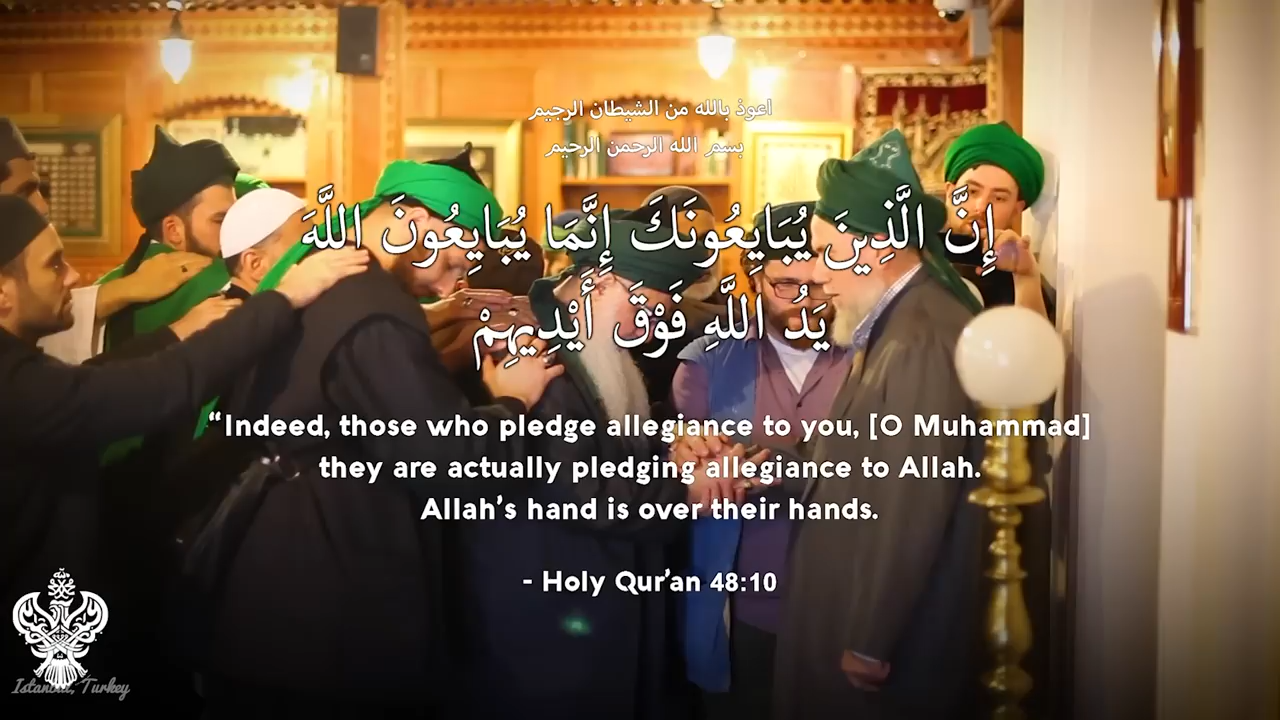 اعوذ بالله من الشيطان الرجيم
بسم الله الرحمن الرحيم
إِنَّ الَّذِينَ يُبَايِعُونَكَ إِنَّمَا يُبَايِعُونَ اللَّهَ
يَدُ اللَّهِ فَوْقَ أَيْدِيهِمْ
“Indeed, those who pledge allegiance to you, [O Muhammad]
they are actually pledging allegiance to Allah.
Allah’s hand is over their hands.
- Holy Qur’an 48:10
Istanbul, Turkey